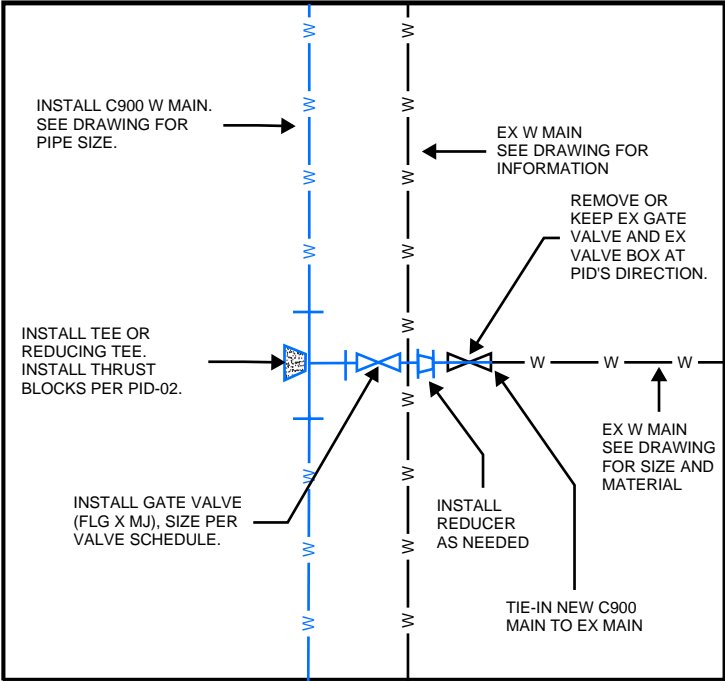 INSTALL C900 W MAIN.
SEE DRAWING FOR
PIPE SIZE.
EX W MAIN
SEE DRAWING FOR
INFORMATION
REMOVE OR
KEEP EX GATE
VALVE AND EX
VALVE BOX AT
PID'S DIRECTION.
INSTALL TEE OR
REDUCING TEE.
INSTALL THRUST
BLOCKS PER PID-02.
W W W
EX W MAIN
SEE DRAWING
FOR SIZE AND
MATERIAL
INSTALL GATE VALVE
(FLG X MJ), SIZE PER
VALVE SCHEDULE.
INSTALL
REDUCER
AS NEEDED
TIE-IN NEW C900
MAIN TO EX MAIN
W W W W W W W
W W W W W W W W